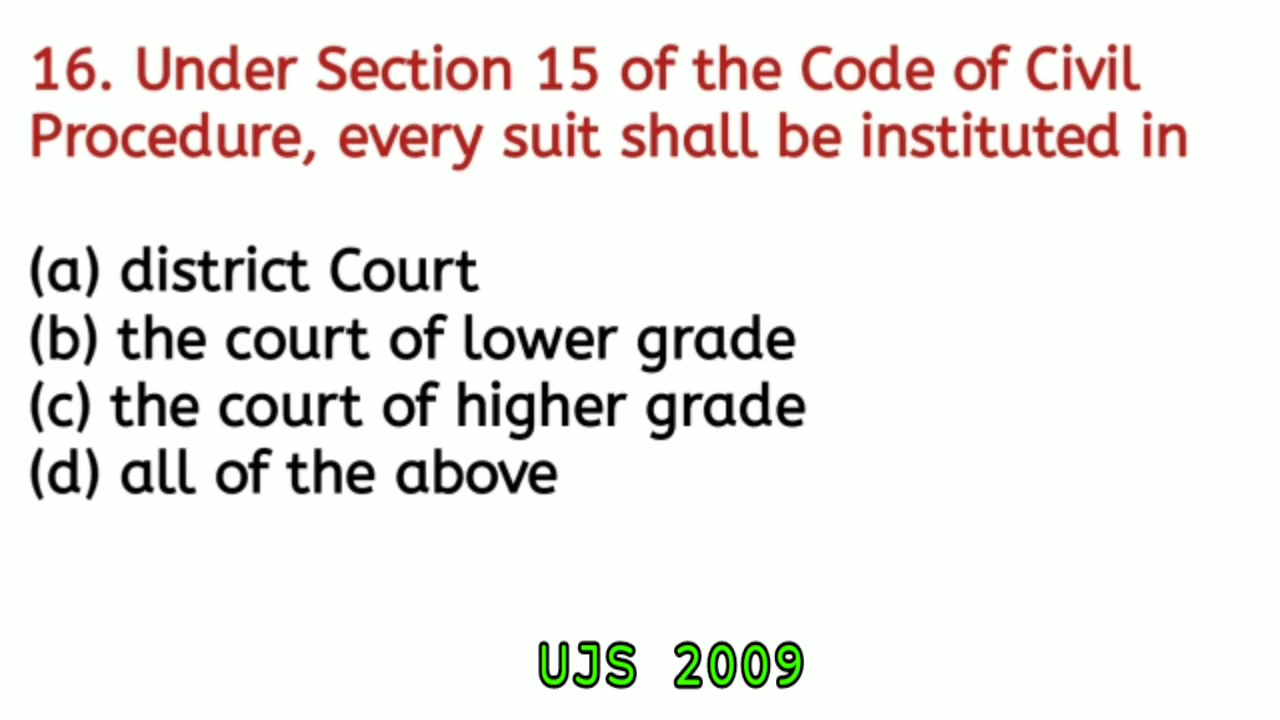 16. Under Section 15 of the Code of Civil
Procedure, every suit shall be instituted in
(a) district Court
(b) the court of lower grade
(c) the court of higher grade
(d) all of the above
UJS 2009